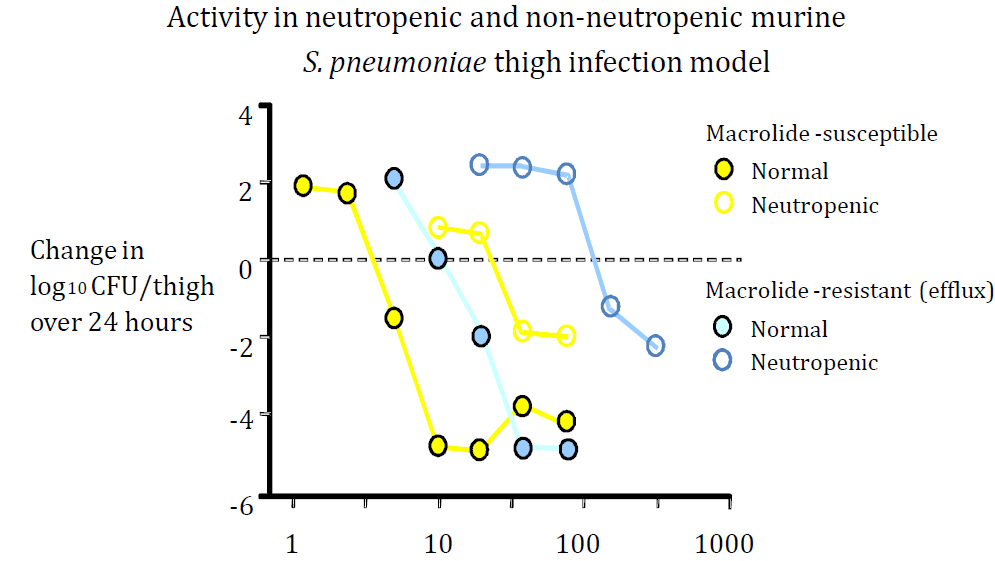 Activity in neutropenic and non-neutropenic murine
S. pneumoniae thigh infection model
4
2
0
-2
-4
-6
Change in
log10 CFU/thigh
over 24 hours
1 10 100 1000
Macrolide -susceptible
Normal
Neutropenic
Macrolide -resistant (efflux)
Normal
Neutropenic